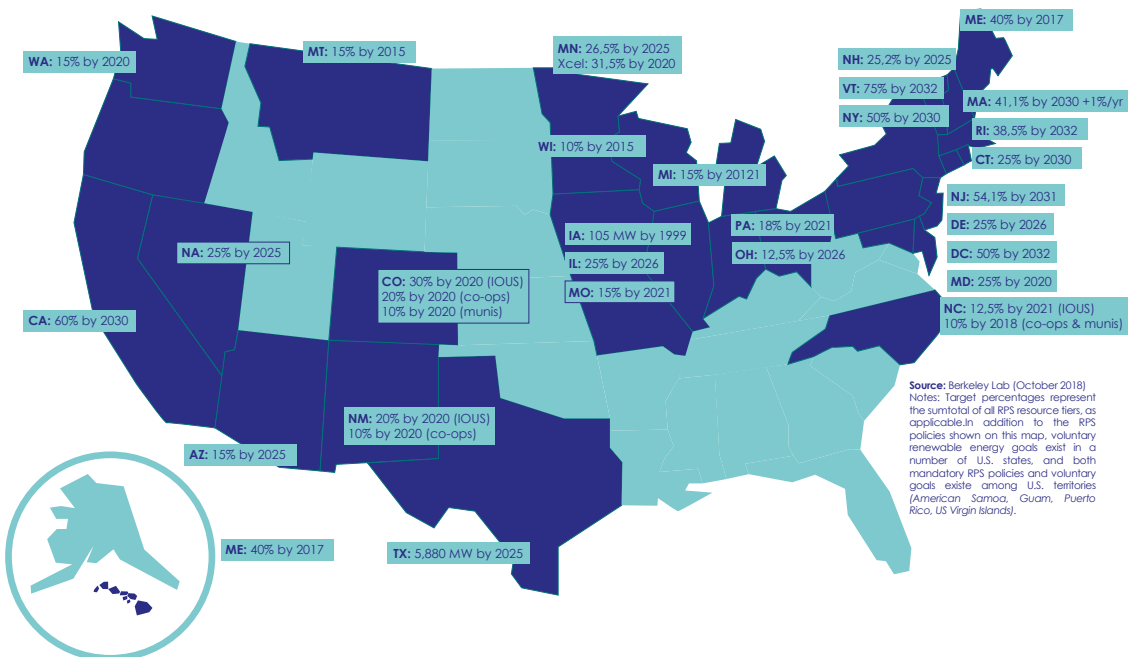 ME: 40% by 2017
MT: 15% by 2015
MN: 26,5% by 2025
Xcel: 31,5% by 2020
WA: 15% by 2020
NH: 25,2% by 2025
VT: 75% by 2032
MA: 41,1% by 2030 +1%/yr
NY: 50% by 2030
RI: 38,5% by 2032
WI: 10% by 2015
CT: 25% by 2030
MI: 15% by 20121
NJ: 54,1% by 2031
PA: 18% by 2021
DE: 25% by 2026
IA: 105 MW by 1999
NA: 25% by 2025
OH: 12,5% by 2026
DC: 50% by 2032
IL: 25% by 2026
CO: 30% by 2020 (IOUS)
20% by 2020 (co-ops)
10% by 2020 (munis)
MD: 25% by 2020
MO: 15% by 2021
NC: 12,5% by 2021 (IOUS)
10% by 2018 (co-ops & munis)
CA: 60% by 2030
Source: Berkeley Lab (October 2018)
Notes: Target percentages represent
the sumtotal of all RPS resource tiers, as
applicable.In addition to the RPS
policies shown on this map, voluntary
renewable energy goals exist in a
number of U.S. states, and both
mandatory RPS policies and voluntary
goals existe among U.S. territories
(American Samoa, Guam, Puerto
Rico, US Virgin Islands).
NM: 20% by 2020 (IOUS)
10% by 2020 (co-ops)
AZ: 15% by 2025
ME: 40% by 2017
TX: 5,880 MW by 2025